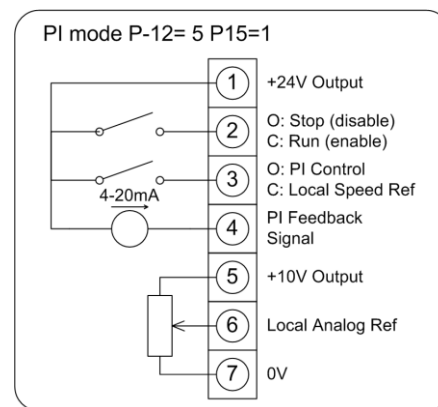 PI mode P-12= 5 P15=1
1 +24V Output
2 O: Stop (disable)
C: Run (enable)
3 O: PI Control
C: Local Speed Ref
4-20mA
4 PI Feedback
Signal
5 +10V Output
6 Local Analog Ref
7 0V